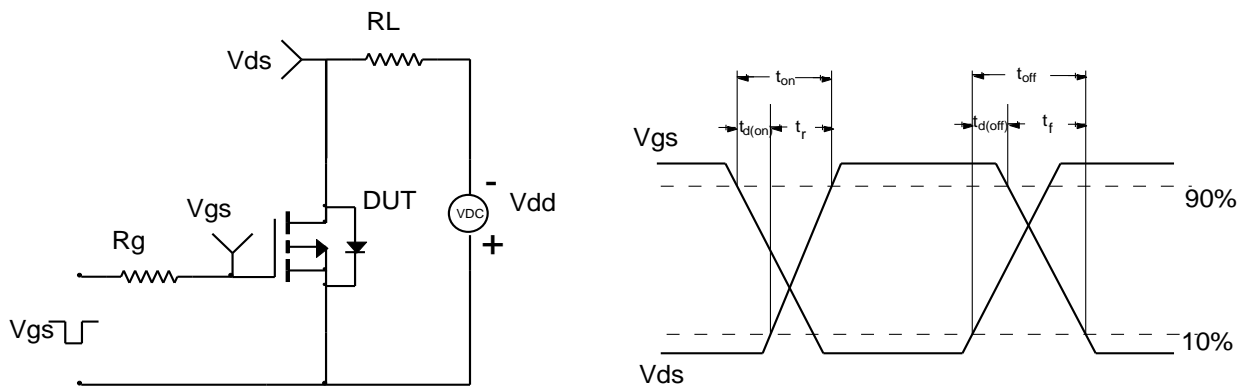 RL
Vds
DUT
-
VDC
Vdd
+
Vgs
Rg
Vgs
ton
toff
td(on)
tr
td(off)
tf
Vgs
90%
10%
Vds